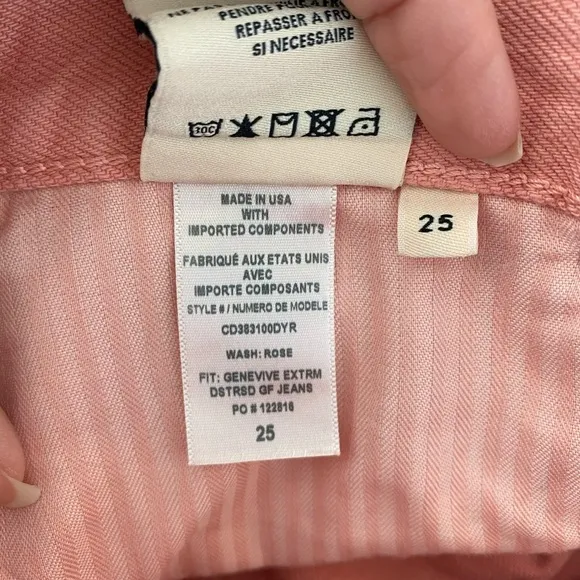 PENDRE
REPASSER A
SI NECESSAIRE
30C
MADE IN USA
WITH
IMPORTED COMPONENTS
FABRIQUÉ AUX ETATS UNIS
AVEC
IMPORTE COMPOSANTS
STYLE # / NUMERO DE MODELE
CD383100DYR
WASH: ROSE
FIT: GENEVIVE EXTRM
DSTRSD GF JEANS
PO # 122816
25
25